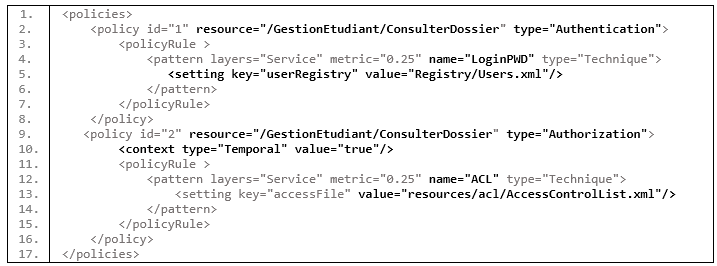 1. <policies>
2. <policy id="1" resource="/GestionEtudiant/ConsulterDossier" type="Authentication">
3. <policyRule >
4. <pattern layers="Service" metric="0.25" name="LoginPWD" type="Technique">
5. <setting key="userRegistry" value="Registry/Users.xml"/>
6. </pattern>
7. </policyRule>
8. </policy>
9. <policy id="2" resource="/GestionEtudiant/ConsulterDossier" type="Authorization">
10. <context type="Temporal" value="true"/>
11. <policyRule >
12. <pattern layers="Service" metric="0.25" name="ACL" type="Technique">
13. <setting key="accessFile" value="resources/acl/AccessControlList.xml"/>
14. </pattern>
15. </policyRule>
16. </policy>
17. </policies>